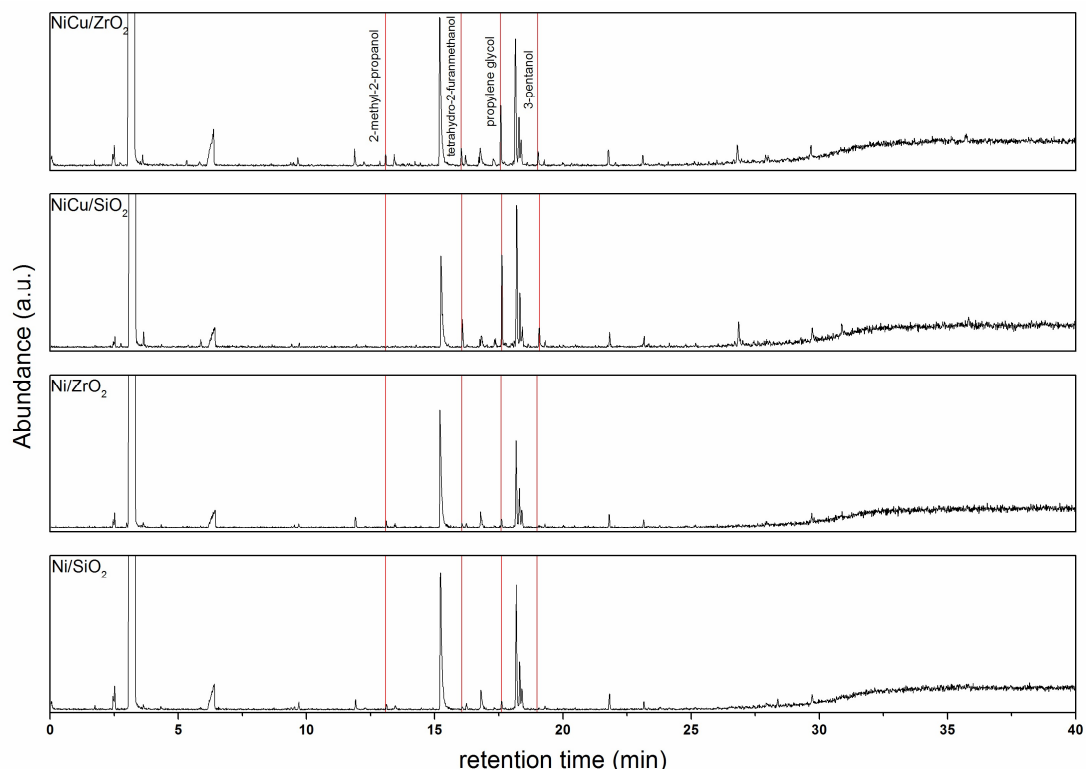 NiCu/ZrO2
2-methyl-2-propanol
tetrahydro-2-furanmethanol
propylene glycol
3-pentanol
NiCu/SiO2
Ni/ZrO2
Ni/SiO2
Abundance (a.u.)
0 5 10 15 20 25 30 35 40
retention time (min)